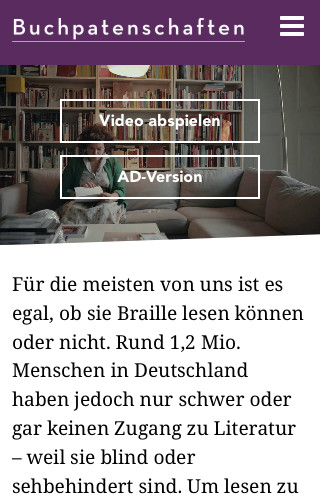 Buchpatenschaften
Video abspielen
AD-Version
Für die meisten von uns ist es
egal, ob sie Braille lesen können
oder nicht. Rund 1,2 Mio.
Menschen in Deutschland
haben jedoch nur schwer oder
gar keinen Zugang zu Literatur
– weil sie blind oder
sehbehindert sind. Um lesen zu